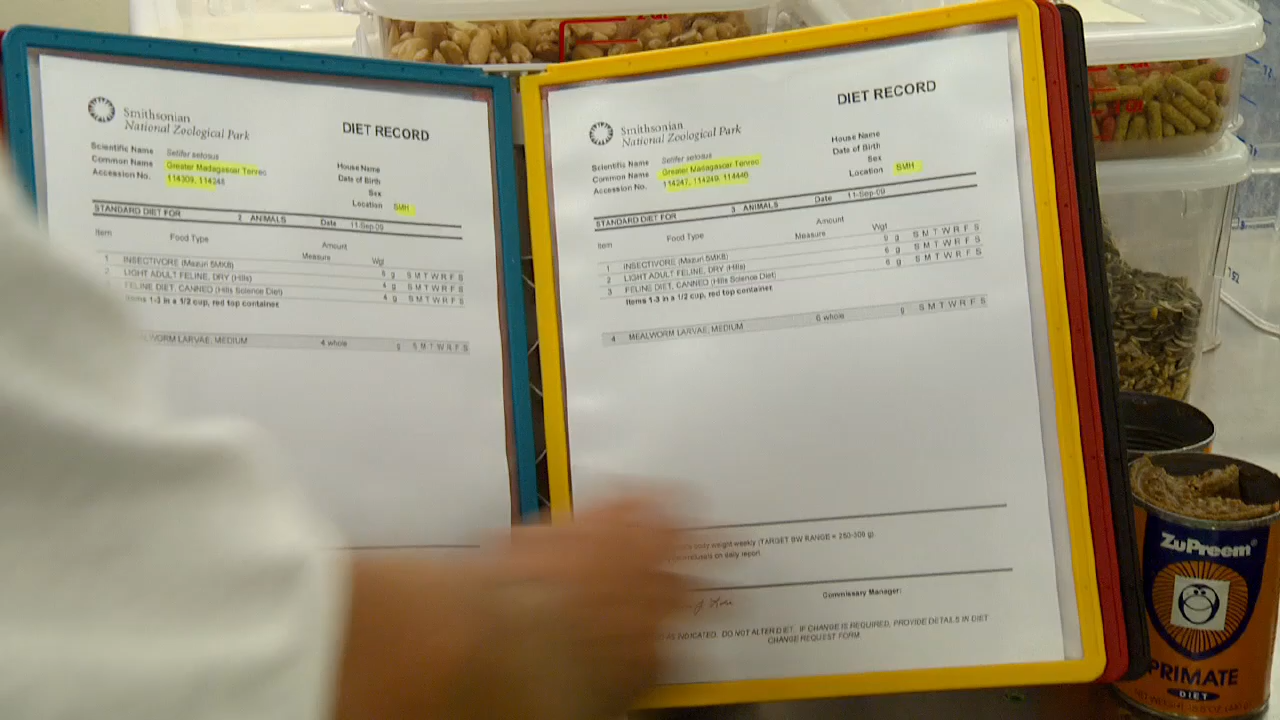 Smithsonian
National Zoological Park
DIET RECORD
Scientific Name Setifer setosus
Common Name Greater Madagascar Tenrec
Accession No. 114309, 114248
House Name
Date of Birth
Sex
Location SMH
STANDARD DIET FOR 2 ANIMALS Date 11-Sep-09
Item Food Type Amount
Measure Wgt
1 INSECTIVORE (Mazuri 5MK8) 6 g S M T W R F S
2 LIGHT ADULT FELINE, DRY (Hills) 4 g S M T W R F S
FELINE DIET, CANNED (Hills Science Diet) 4 g S M T W R F S
Items 1-3 in a 1/2 cup, red top container
LARVAE, MEDIUM 4 whole g S M T W R F S
Smithsonian
National Zoological Park
DIET RECORD
Scientific Name Setifer setosus
Common Name Greater Madagascar Tenrec
Accession No. 114247, 114249, 114446
House Name
Date of Birth
Sex
Location SMH
STANDARD DIET FOR 3 ANIMALS Date 11-Sep-09
Item Food Type Amount
Measure Wgt
1 INSECTIVORE (Mazuri 5MK8) 9 g S M T W R F S
2 LIGHT ADULT FELINE, DRY (Hills) 6 g S M T W R F S
3 FELINE DIET, CANNED (Hills Science Diet) 6 g S M T W R F S
Items 1-3 in a 1/2 cup, red top container
4 MEALWORM LARVAE, MEDIUM 6 whole g S M T W R F S
body weight weekly (TARGET BW RANGE = 250-300 g).
on daily report.
Commissary Manager:
AS INDICATED. DO NOT ALTER DIET. IF CHANGE IS REQUIRED, PROVIDE DETAILS IN DIET
CHANGE REQUEST FORM
ZuPreem
PRIMATE
DIET